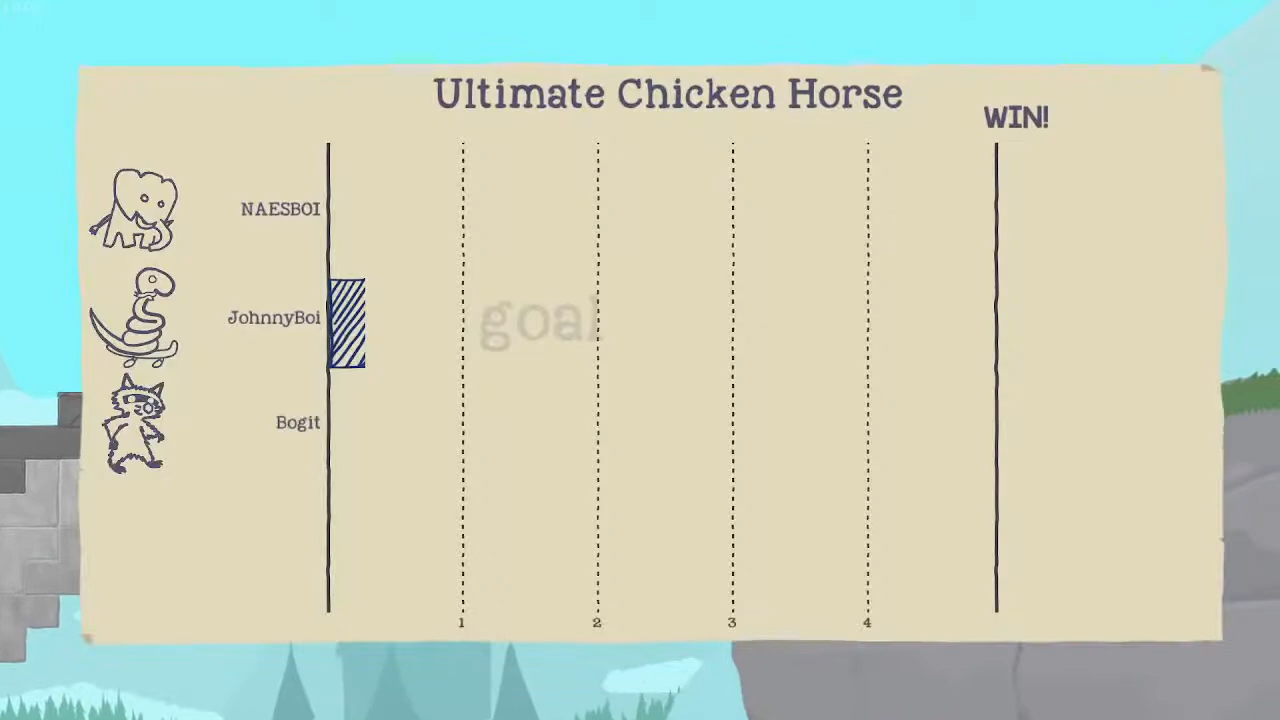 Ultimate Chicken Horse
WIN!
NAESBOI
JohnnyBoi
goal
Bogit
1 2 3 4